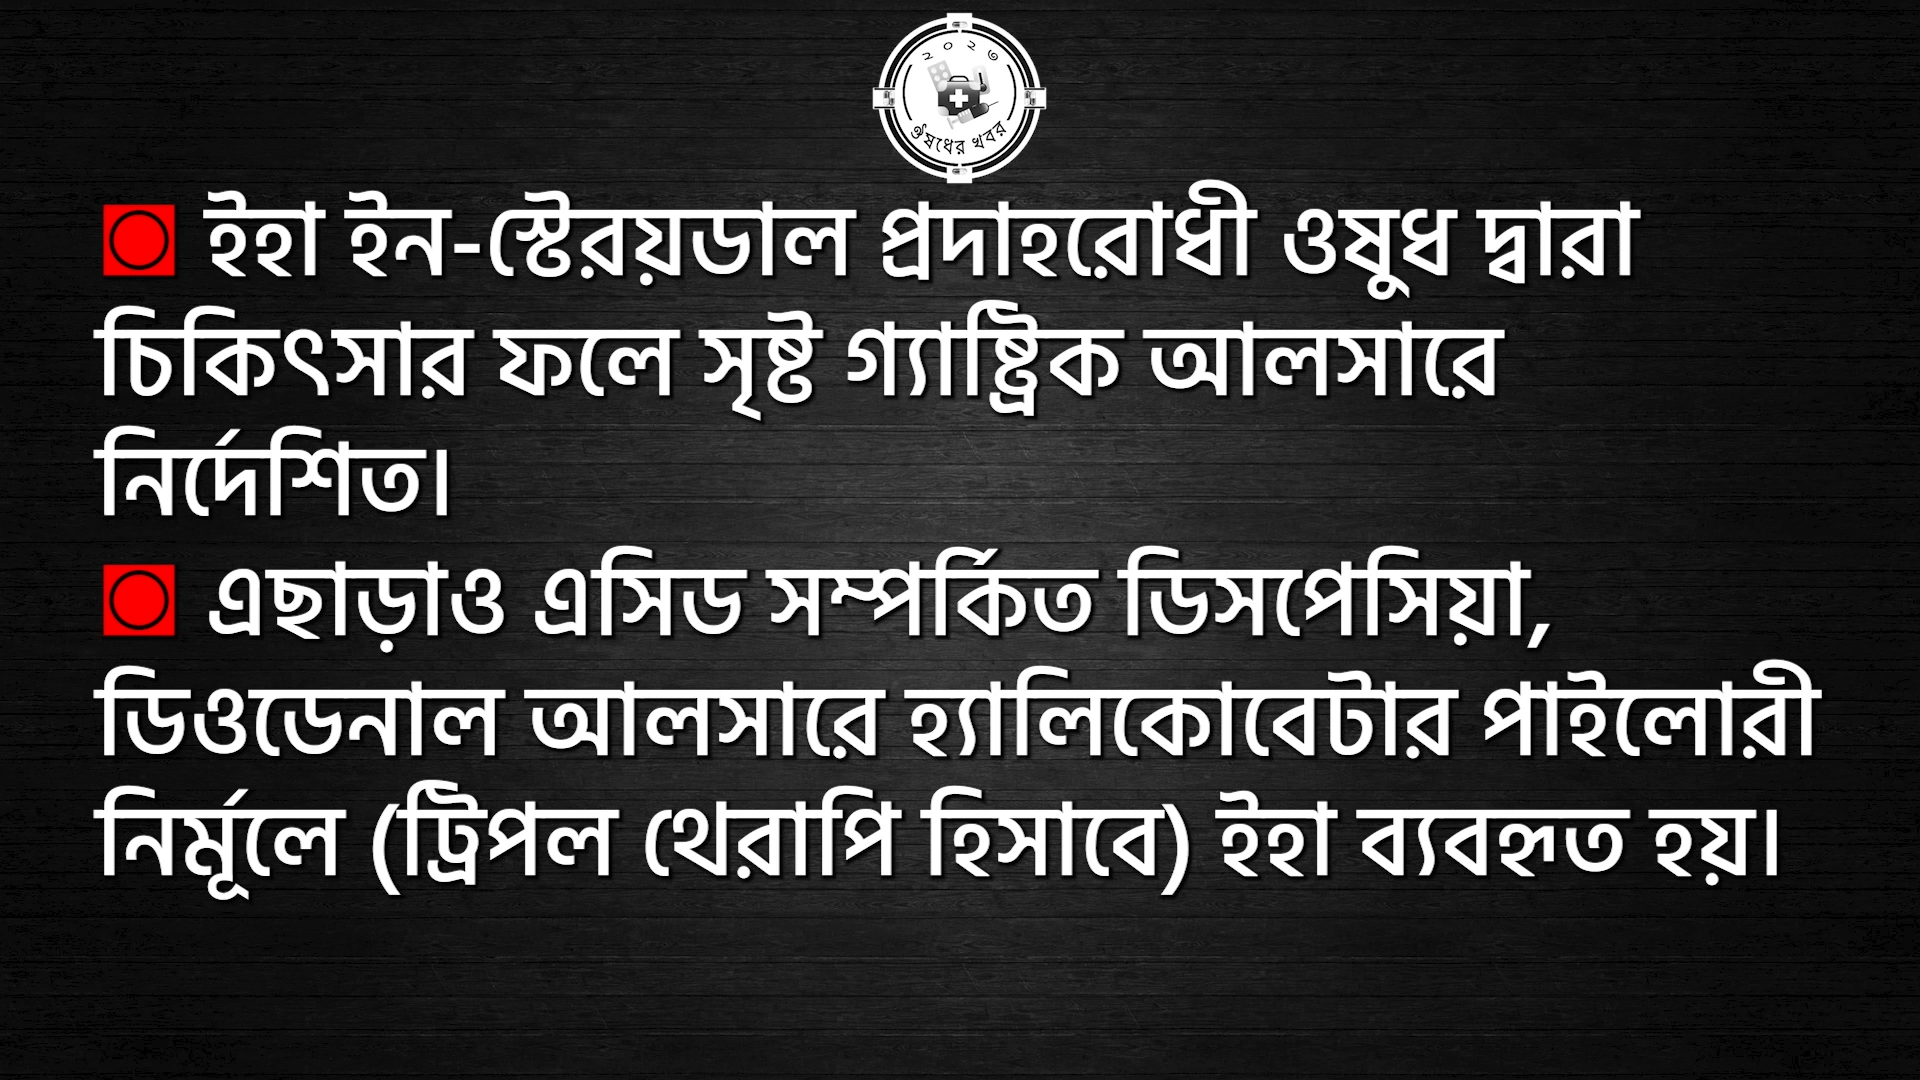 ২০২৩
ঔষধের খবর
ইহা ইন-স্টেরয়ডাল প্রদাহরোধী ওষুধ দ্বারা
চিকিৎসার ফলে সৃষ্ট গ্যাষ্ট্রিক আলসারে
নির্দেশিত।
এছাড়াও এসিড সম্পর্কিত ডিসপেসিয়া,
ডিওডেনাল আলসারে হ্যালিকোবেটার পাইলোরী
নির্মূলে (ট্রিপল থেরাপি হিসাবে) ইহা ব্যবহৃত হয়।